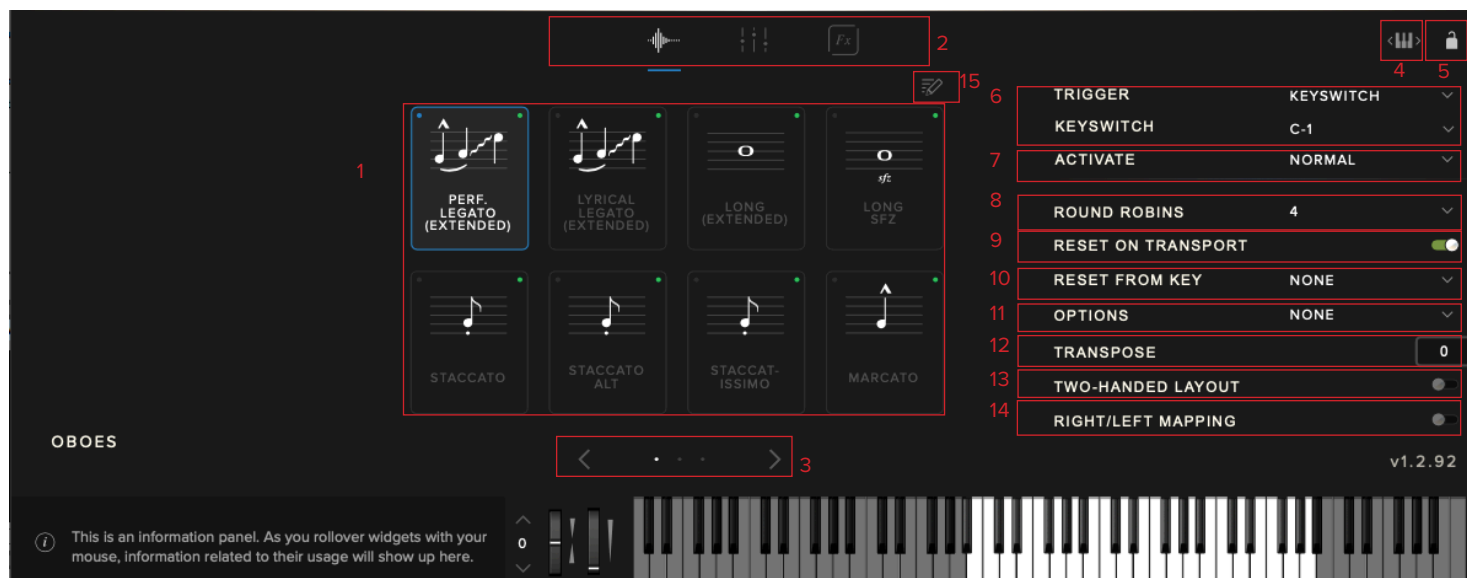 Fx
2
4
5
15
1
PERF.
LEGATO
(EXTENDED)
LYRICAL
LEGATO
(EXTENDED)
LONG
(EXTENDED)
sfz
LONG
SFZ
STACCATO
STACCATO
ALT
STACCAT-
ISSIMO
MARCATO
6
TRIGGER KEYSWITCH
KEYSWITCH C-1
7 ACTIVATE NORMAL
8 ROUND ROBINS 4
9 RESET ON TRANSPORT
10 RESET FROM KEY NONE
11 OPTIONS NONE
12 TRANSPOSE 0
13 TWO-HANDED LAYOUT
14 RIGHT/LEFT MAPPING
OBOES
3
v1.2.92
i
This is an information panel. As you rollover widgets with your
mouse, information related to their usage will show up here.
0